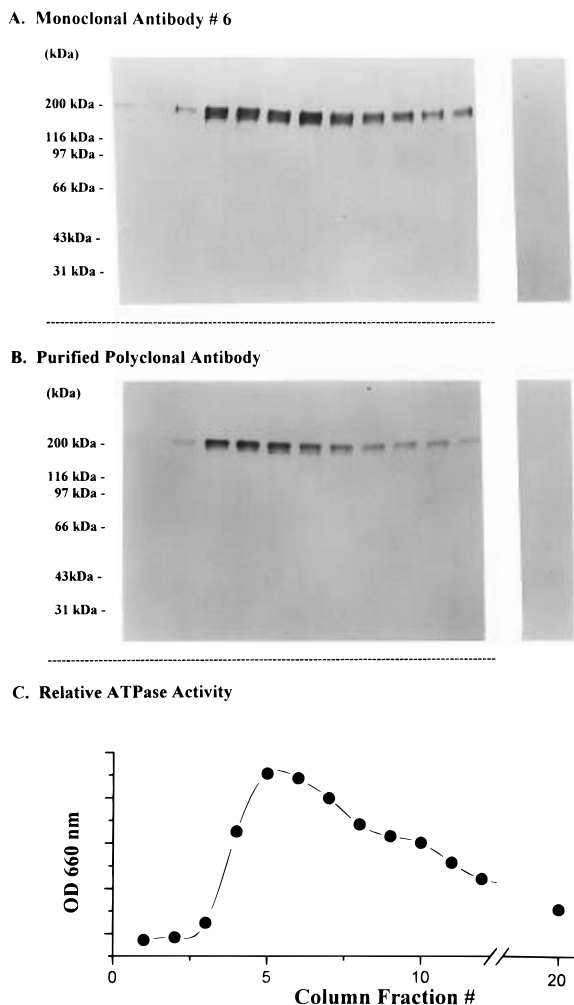 A. Monoclonal Antibody # 6
(kDa)
200 kDa -
116 kDa -
97 kDa -
66 kDa -
43kDa -
31 kDa -
B. Purified Polyclonal Antibody
(kDa)
200 kDa -
116 kDa -
97 kDa -
66 kDa -
43kDa -
31 kDa -
C. Relative ATPase Activity
OD 660 nm
0 5 10 20
Column Fraction #